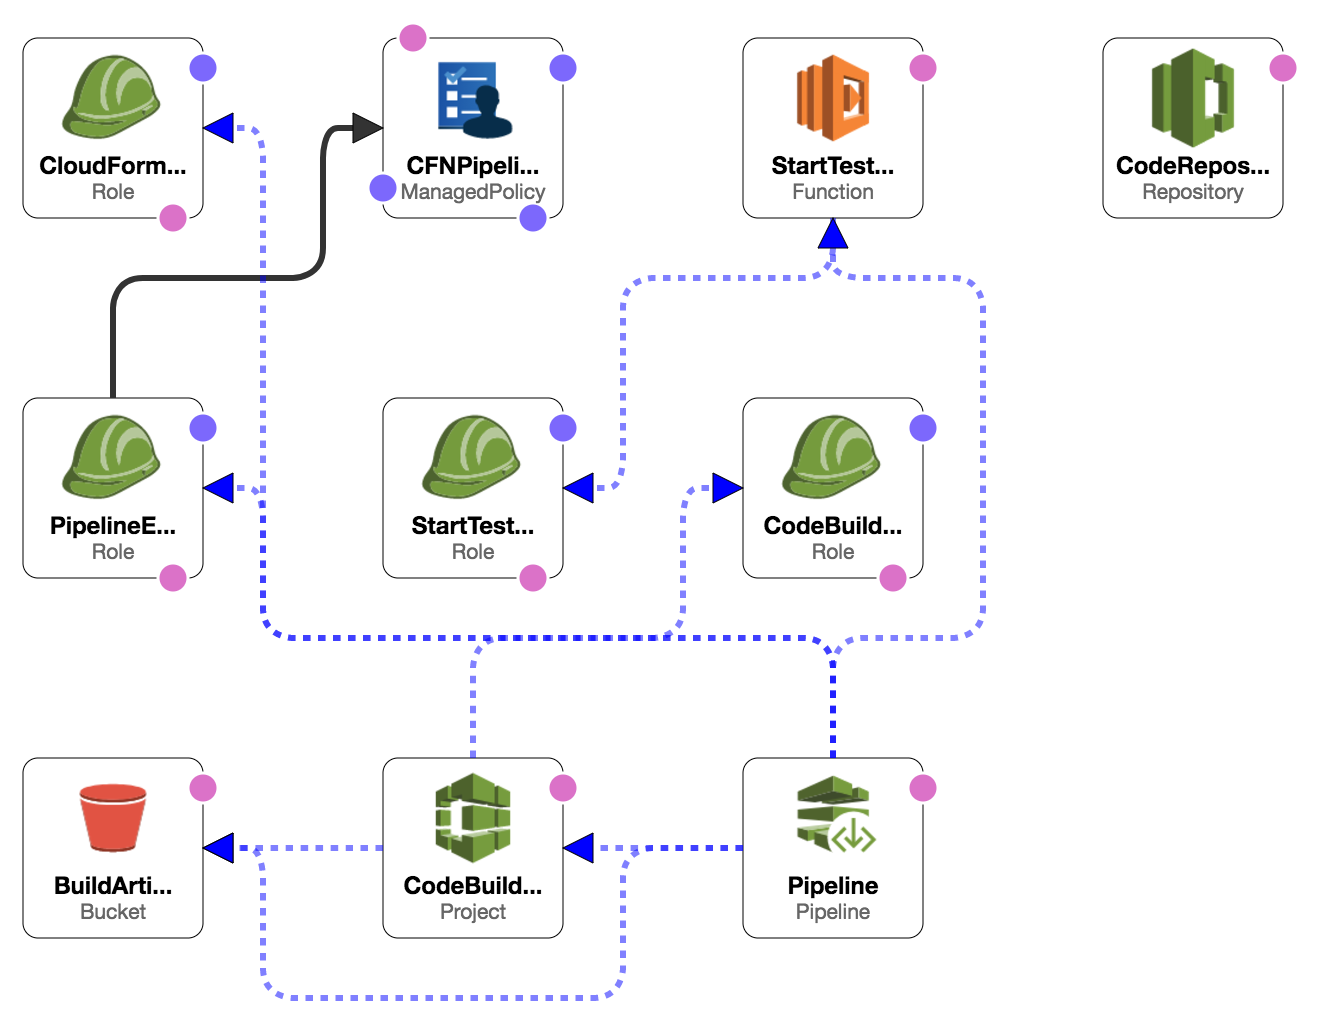 CloudForm...
Role
CFNPipeli...
ManagedPolicy
StartTest...
Function
CodeRepos...
Repository
PipelineE...
Role
StartTest...
Role
CodeBuild...
Role
BuildArti...
Bucket
CodeBuild...
Project
Pipeline
Pipeline